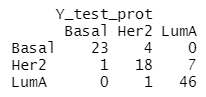 Y_test_prot
Basal Her2 LumA
Basal 23 4 0
Her2 1 18 7
LumA 0 1 46